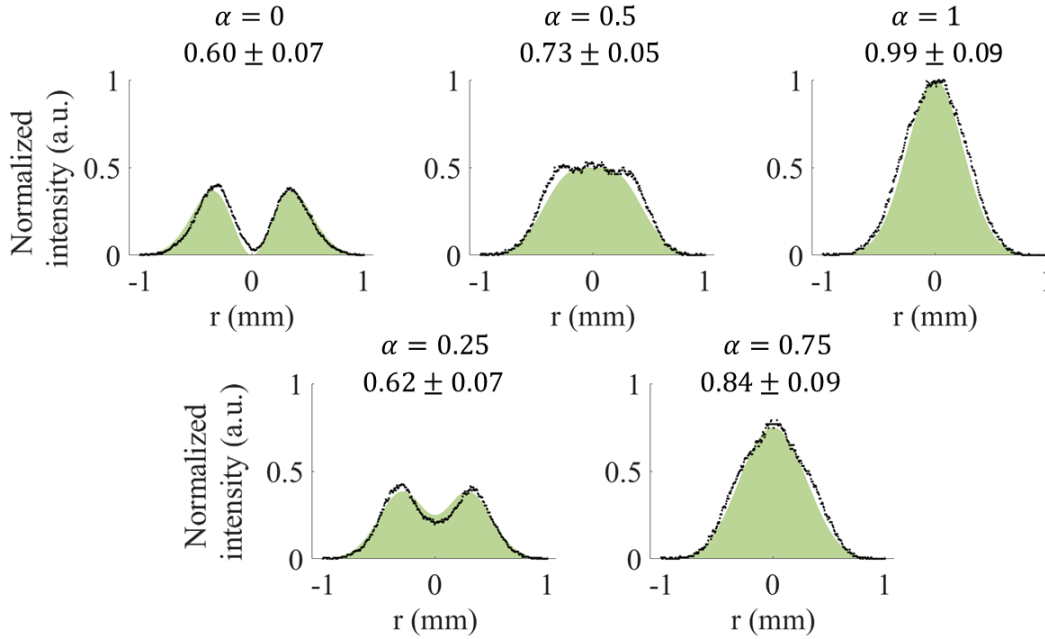 α = 0
0.60 ± 0.07
α = 0.5
0.73 ± 0.05
α = 1
0.99 ± 0.09
Normalized
intensity (a.u.)
1
0.5
0
-1 0 1
r (mm)
1
0.5
0
-1 0 1
r (mm)
1
0.5
0
-1 0 1
r (mm)
α = 0.25
0.62 ± 0.07
α = 0.75
0.84 ± 0.09
Normalized
intensity (a.u.)
1
0.5
0
-1 0 1
r (mm)
1
0.5
0
-1 0 1
r (mm)